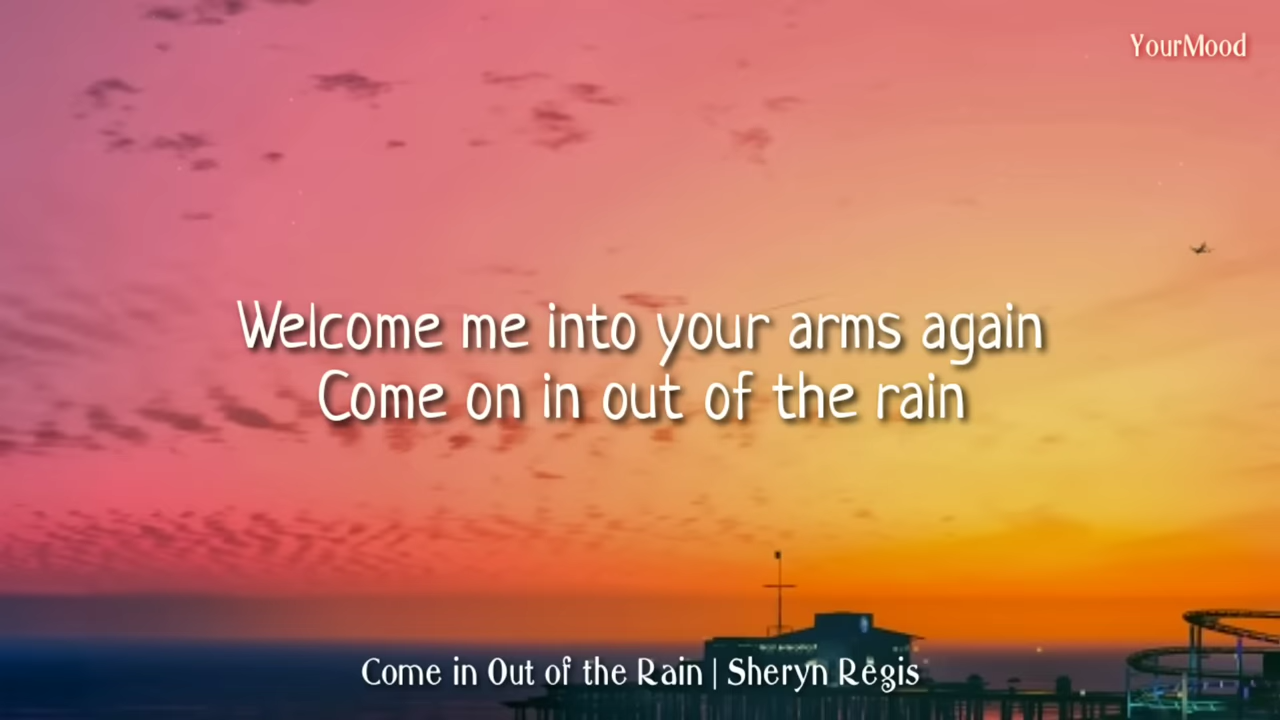 YourMood
Welcome me into your arms again
Come on in out of the rain
Come in Out of the Rain | Sheryn Regis